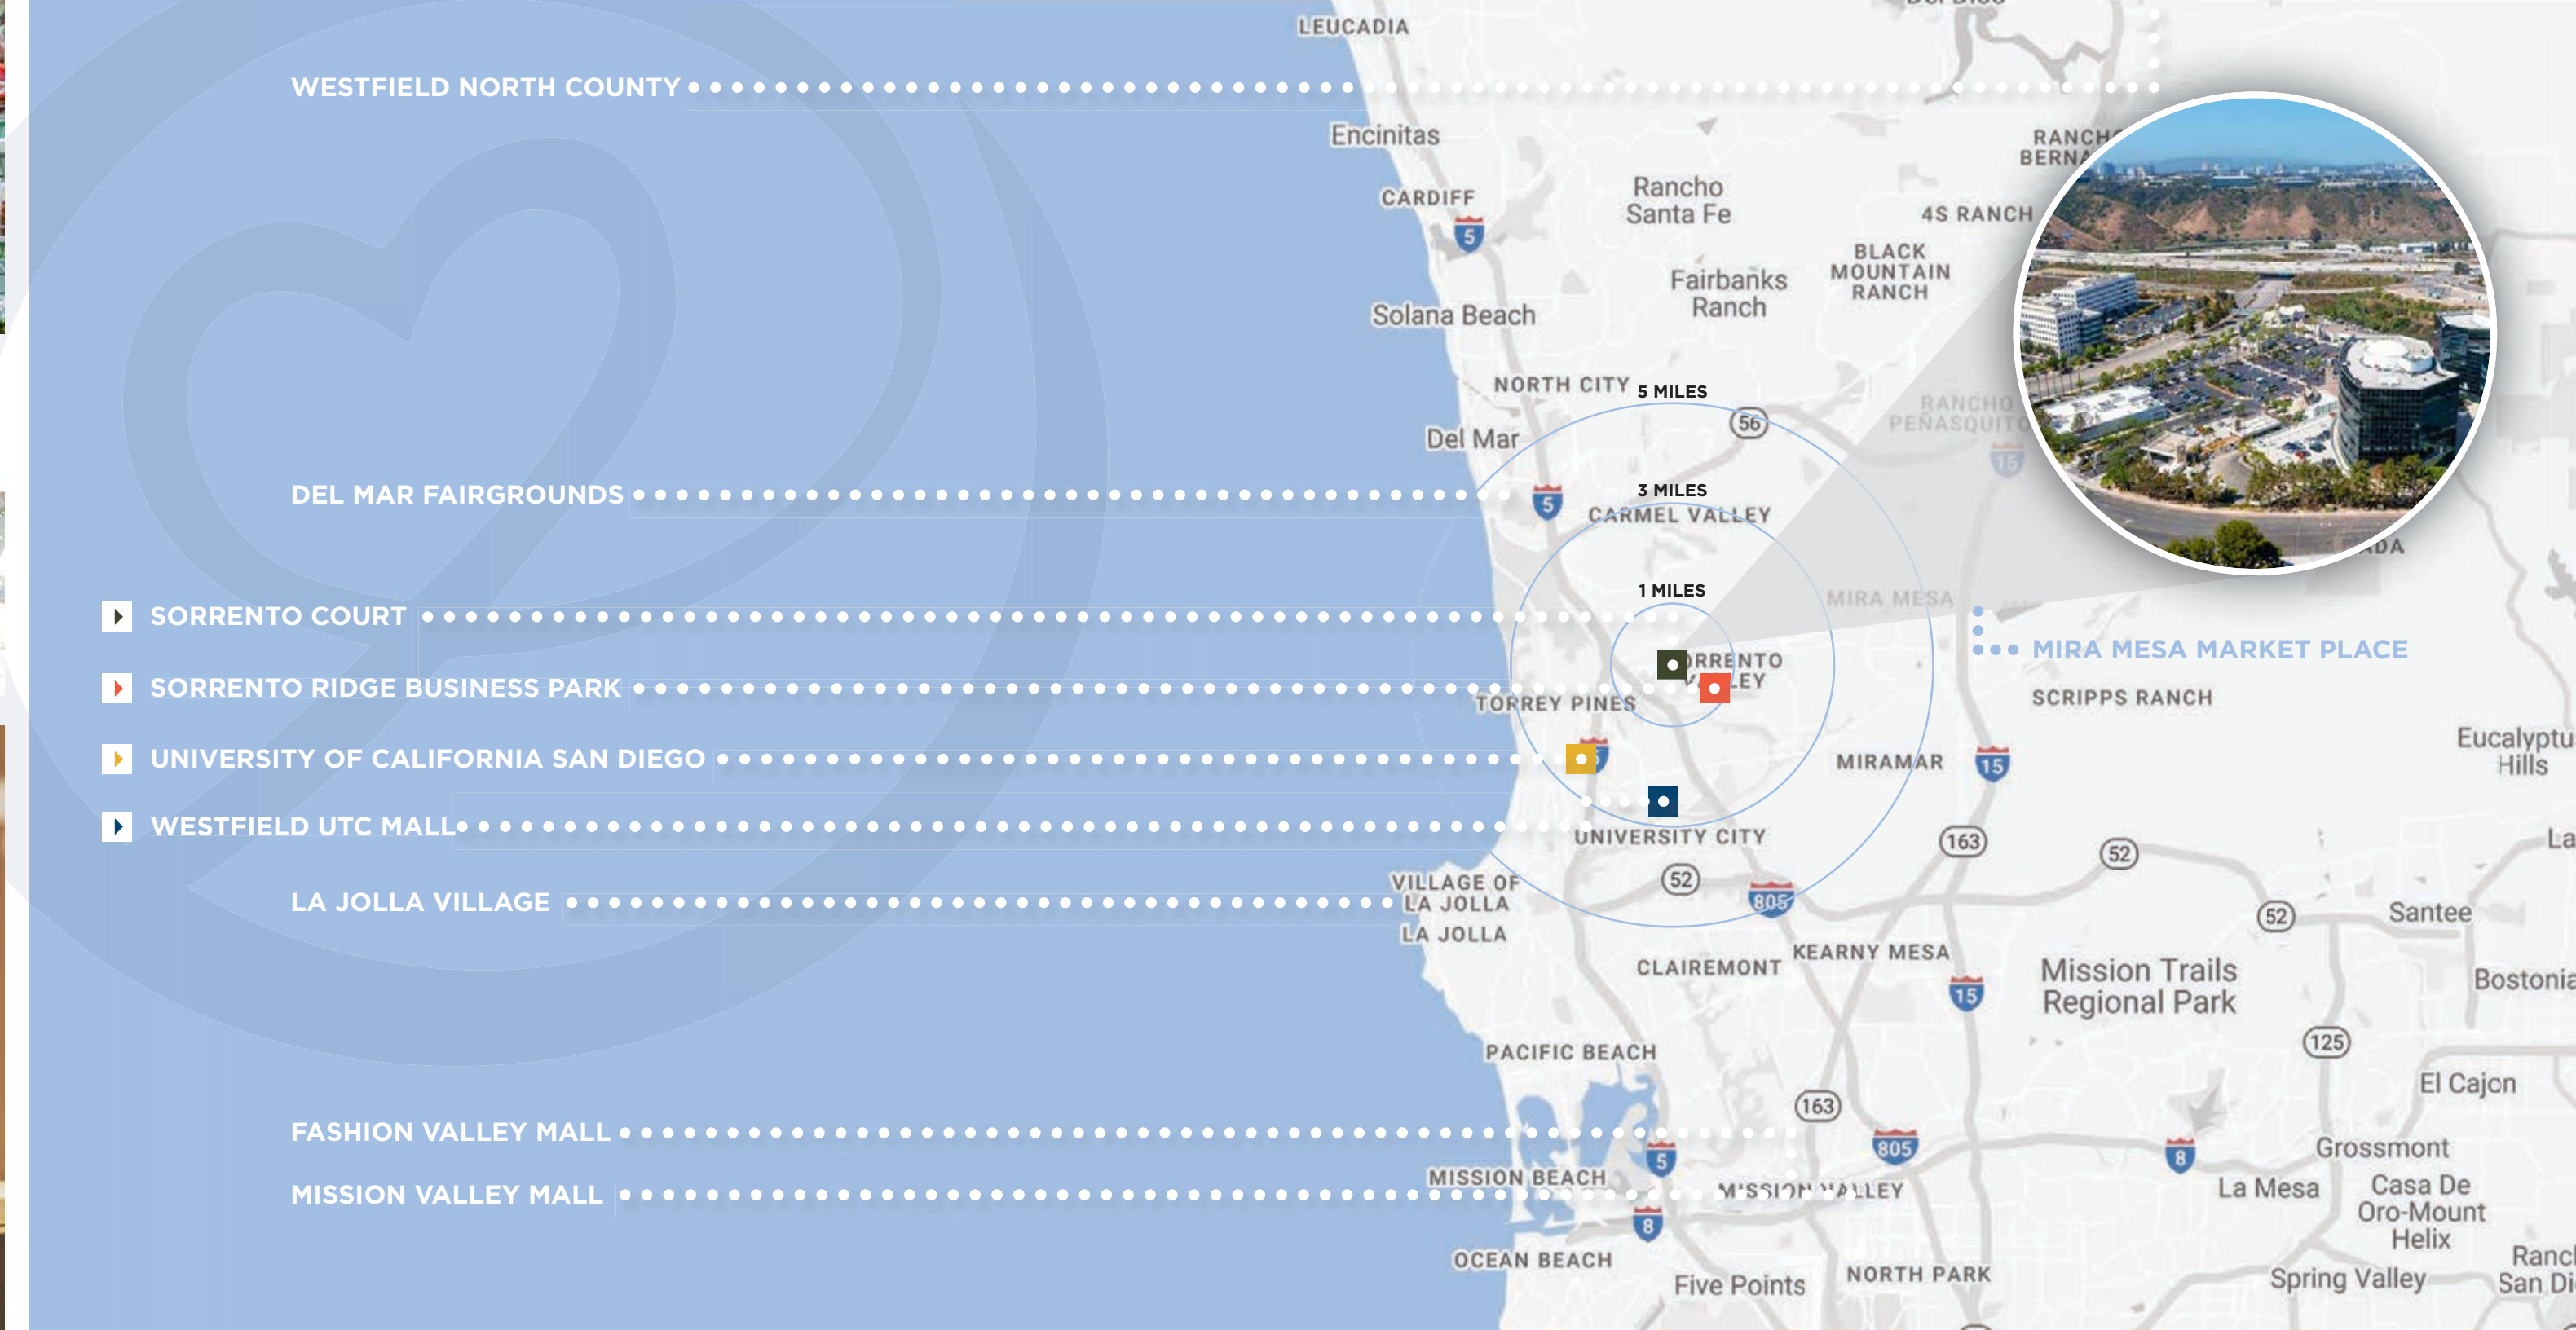 LEUCADIA
WESTFIELD NORTH COUNTY
Encinitas
CARDIFF
5
Rancho
Santa Fe
4S RANCH
BLACK
MOUNTAIN
RANCH
Fairbanks
Ranch
Solana Beach
NORTH CITY
5 MILES
56
RANCHO
Del Mar
15
DEL MAR FAIRGROUNDS
5
3 MILES
CARMEL VALLEY
1 MILES
MIRA MESA
SORRENTO COURT
MIRA MESA MARKET PLACE
SORRENTO RIDGE BUSINESS PARK
TORREY PINES
SCRIPPS RANCH
UNIVERSITY OF CALIFORNIA SAN DIEGO
MIRAMAR
15
Hills
WESTFIELD UTC MALL
UNIVERSITY CITY
163
52
52
805
VILLAGE OF
LA JOLLA
LA JOLLA VILLAGE
LA JOLLA
52
Santee
KEARNY MESA
CLAIREMONT
15
Mission Trails
Regional Park
125
PACIFIC BEACH
El Cajon
163
FASHION VALLEY MALL
5
805
8
Grossmont
MISSION BEACH
MISSION VALLEY MALL
MISSION VALLEY
8
La Mesa
Casa De
Oro-Mount
Helix
OCEAN BEACH
Five Points
NORTH PARK
Spring Valley